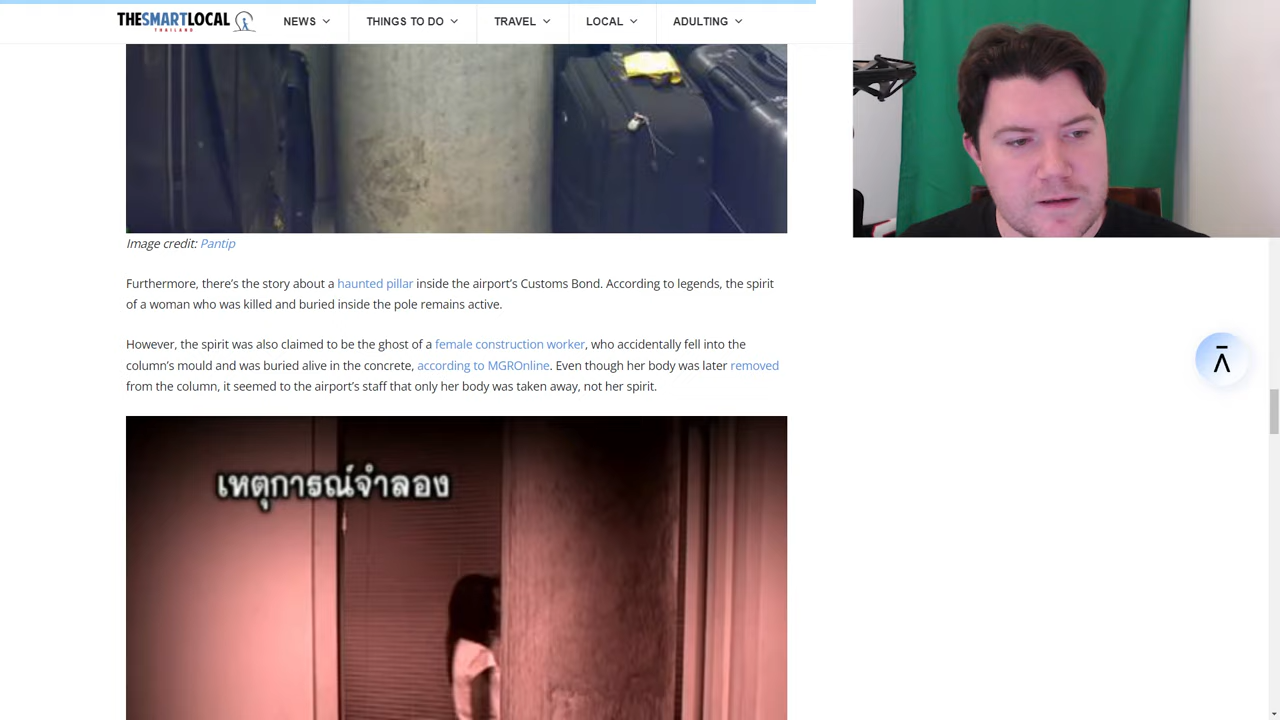 THESMARTLOCAL
THAILAND
NEWS
THINGS TO DO
TRAVEL
LOCAL
ADULTING
Image credit: Pantip
Furthermore, there's the story about a haunted pillar inside the airport's Customs Bond. According to legends, the spirit
of a woman who was killed and buried inside the pole remains active.
However, the spirit was also claimed to be the ghost of a female construction worker, who accidentally fell into the
column's mould and was buried alive in the concrete, according to MGROnline. Even though her body was later removed
from the column, it seemed to the airport's staff that only her body was taken away, not her spirit.
เหตุการณ์จำลอง